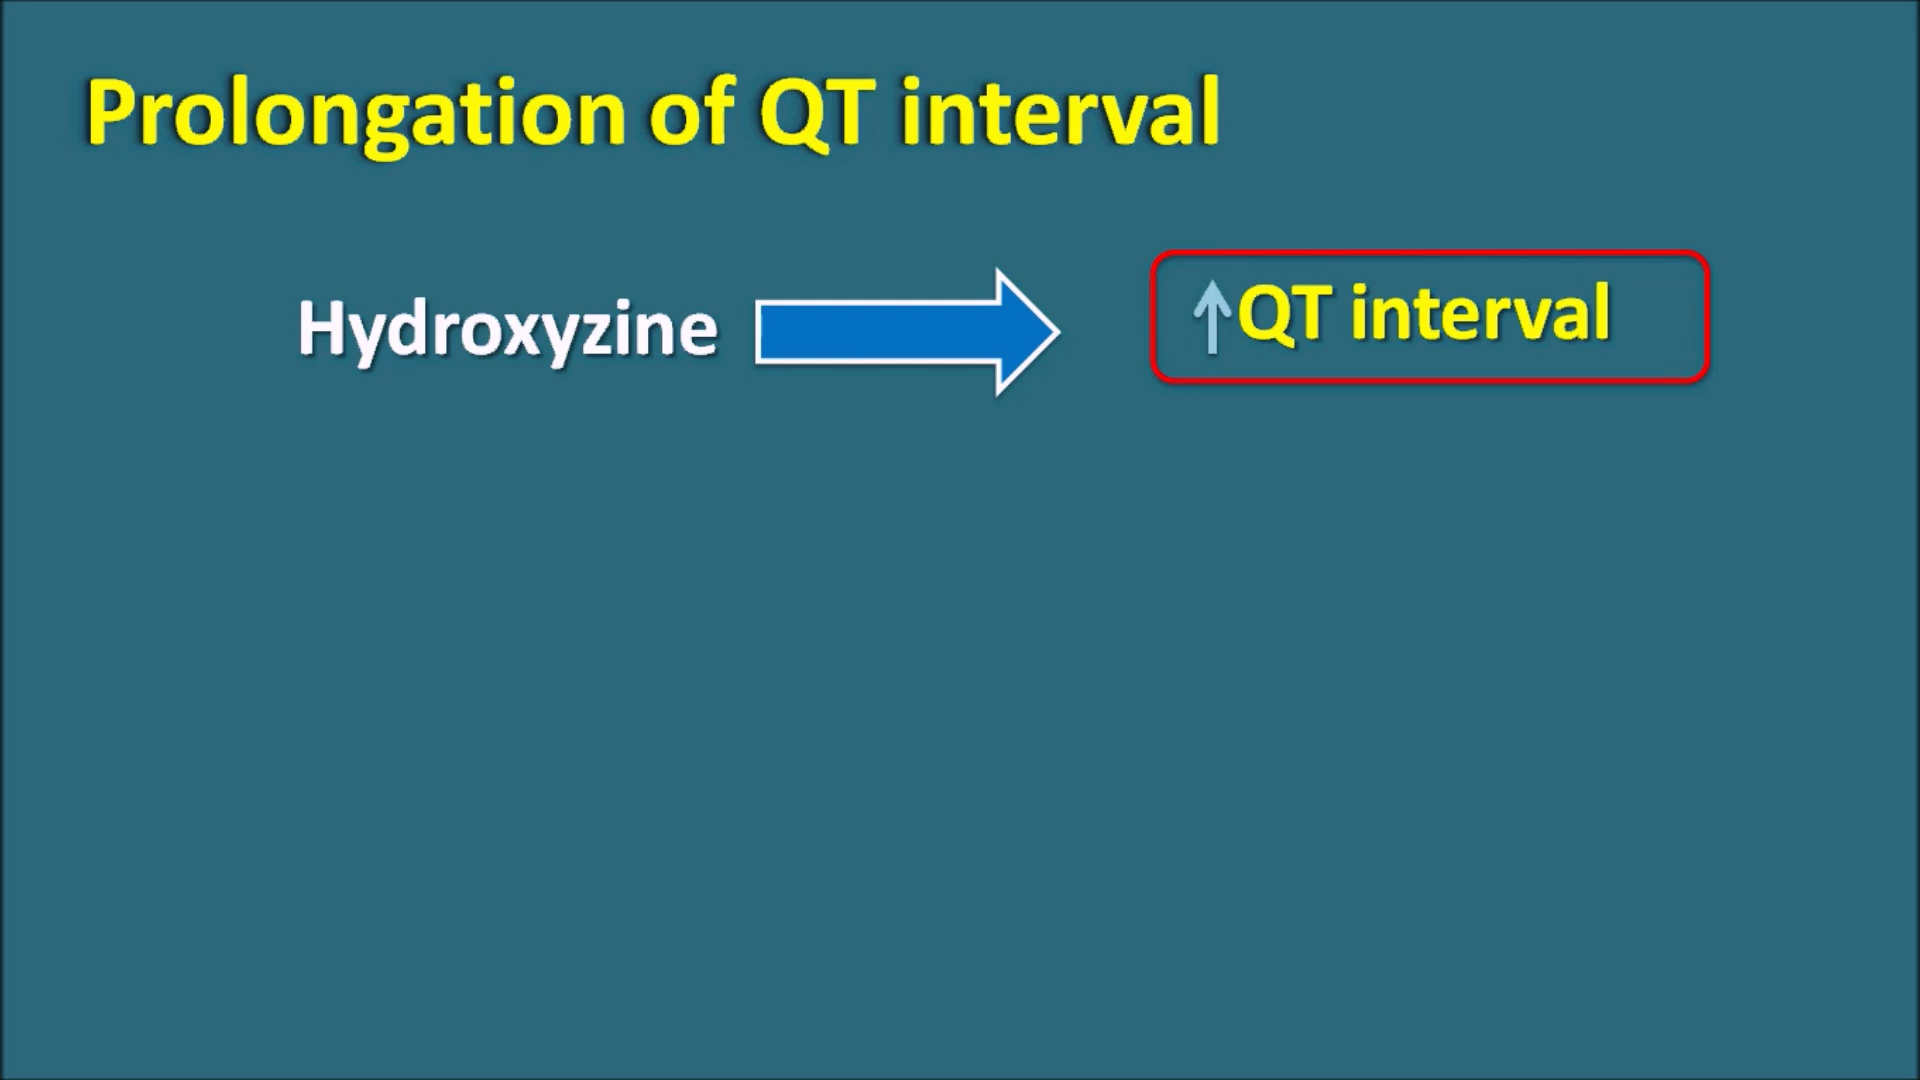 Prolongation of QT interval
Hydroxyzine
↑QT interval